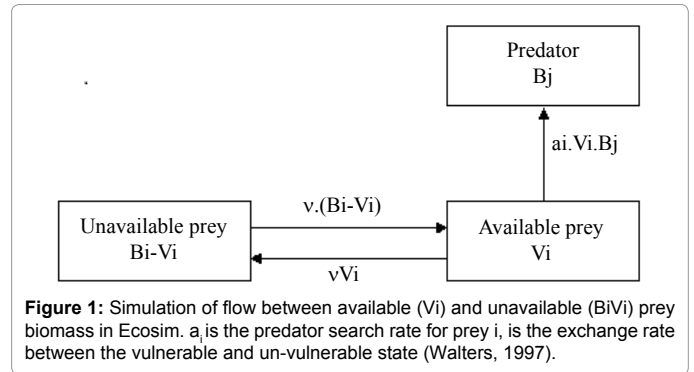 Predator
Bj
ai.Vi.Bj
ν.(Bi-Vi)
Unavailable prey
Bi-Vi
Available prey
Vi
νVi
Figure 1: Simulation of flow between available (Vi) and unavailable (BiVi) prey
biomass in Ecosim. aᵢ is the predator search rate for prey i, is the exchange rate
between the vulnerable and un-vulnerable state (Walters, 1997).